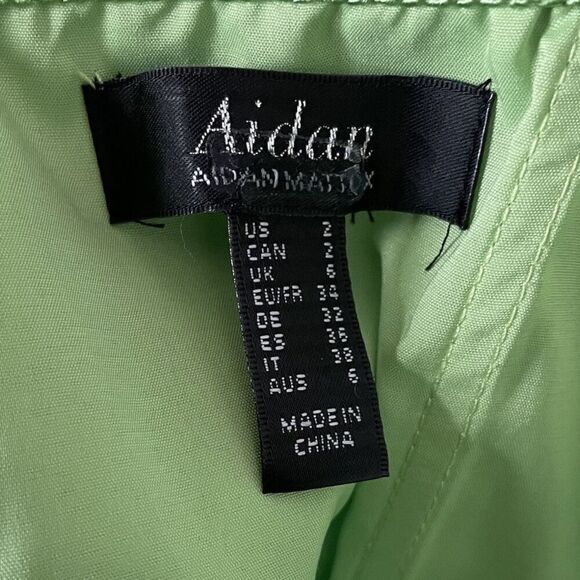 Aidan
AIDAN MATTOX
US 2
CAN 2
UK 6
EU/FR 34
DE 32
ES 36
IT 38
AUS 6
MADE IN
CHINA